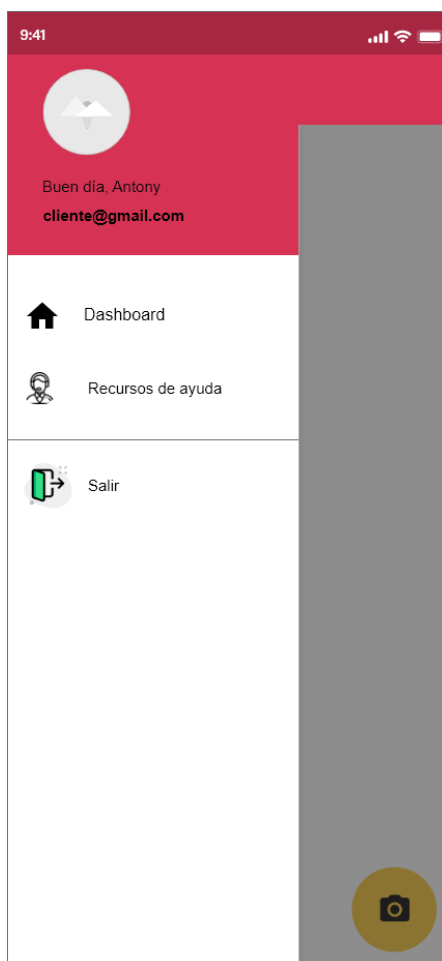 9:41
Buen día, Antony
cliente@gmail.com
Dashboard
Recursos de ayuda
Salir